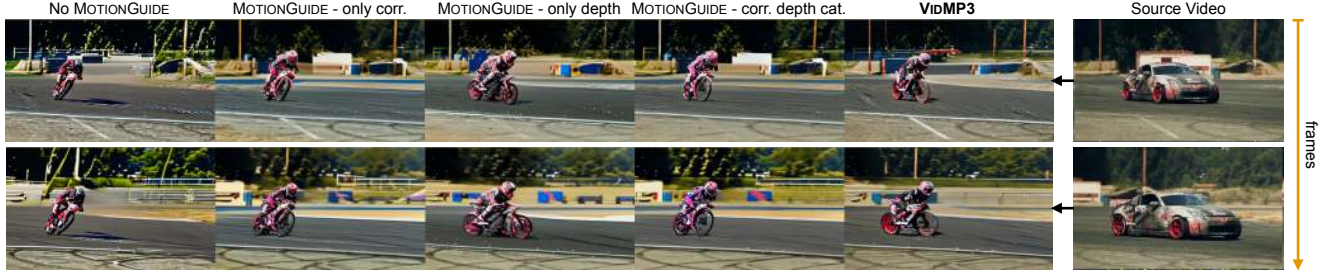 No MOTIONGUIDE
MOTIONGUIDE - only corr.
MOTIONGUIDE - only depth
MOTIONGUIDE - corr. depth cat.
VIDMP3
Source Video
frames